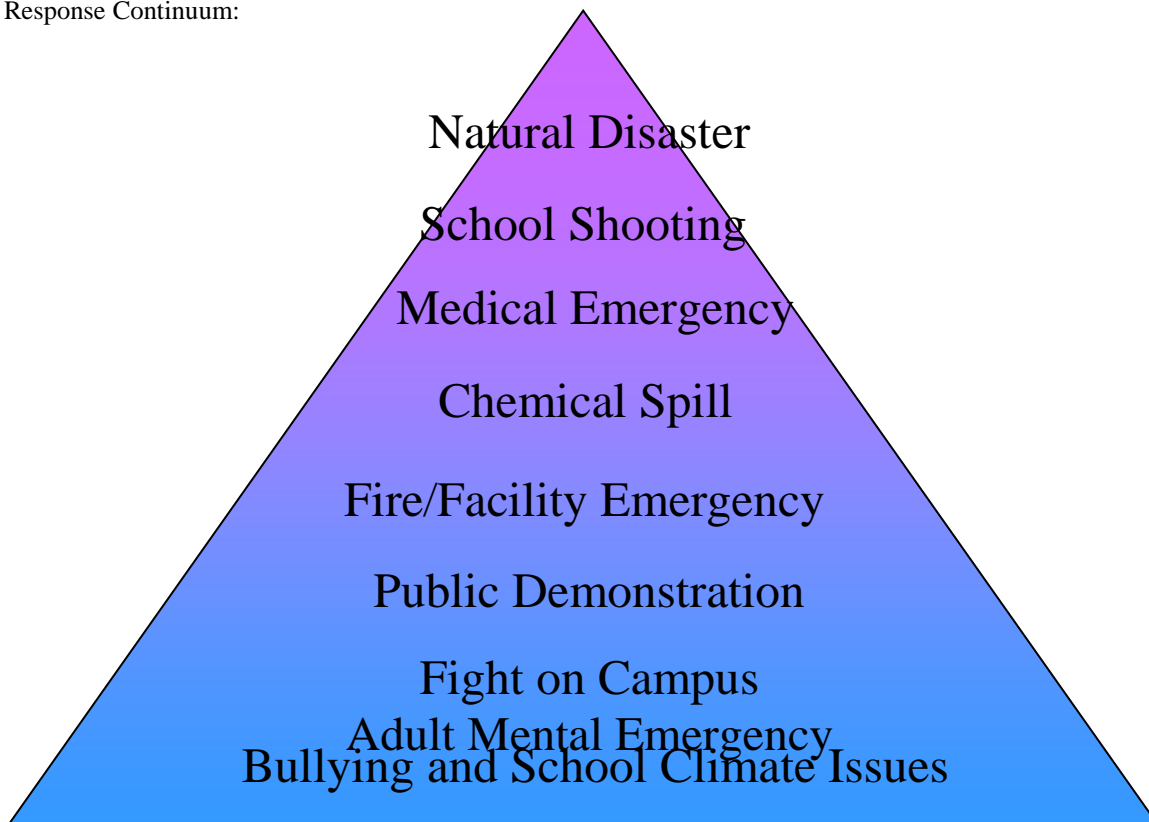 Response Continuum:
Natural Disaster
School Shooting
Medical Emergency
Chemical Spill
Fire/Facility Emergency
Public Demonstration
Fight on Campus
Adult Mental Emergency
Bullying and School Climate Issues